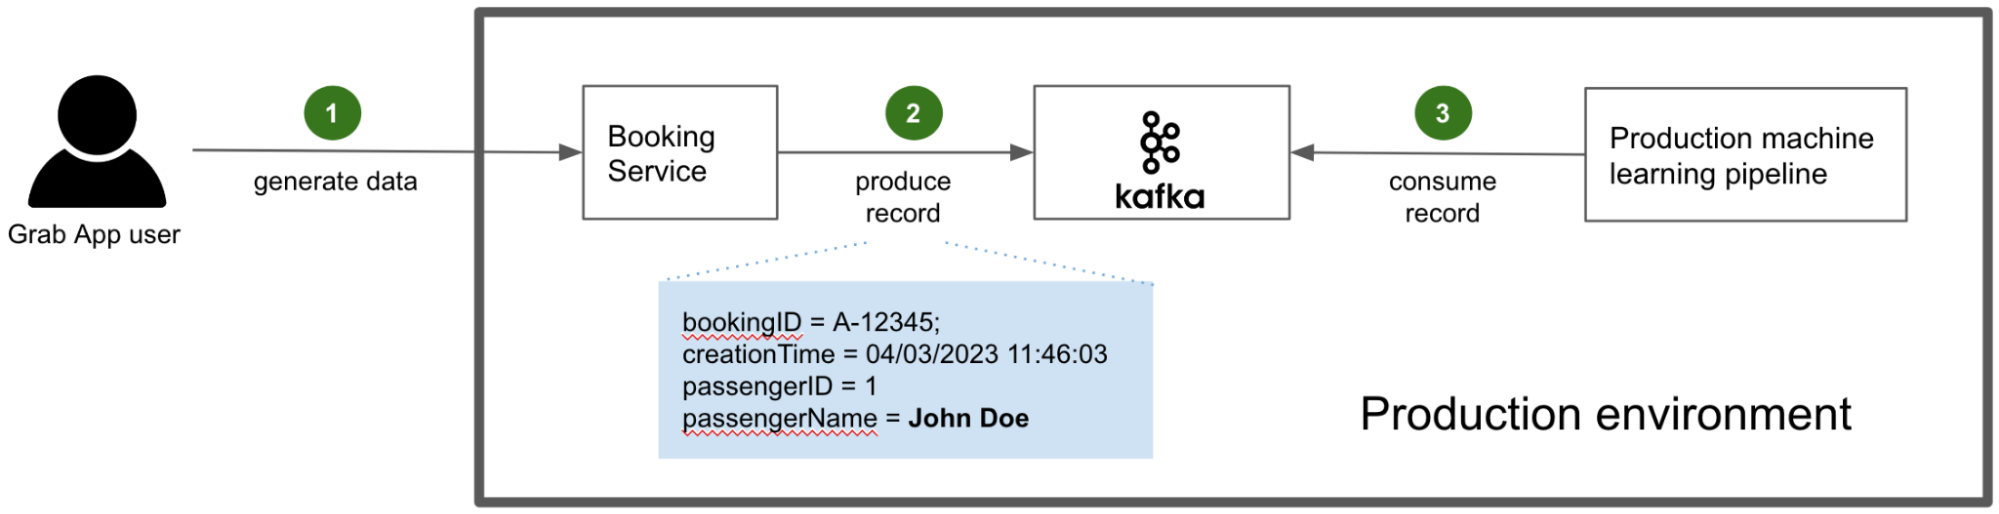 Grab App user
1
generate data
Booking
Service
2
produce
record
kafka
3
consume
record
Production machine
learning pipeline
bookingID = A-12345;
creationTime = 04/03/2023 11:46:03
passengerID = 1
passengerName = John Doe
Production environment